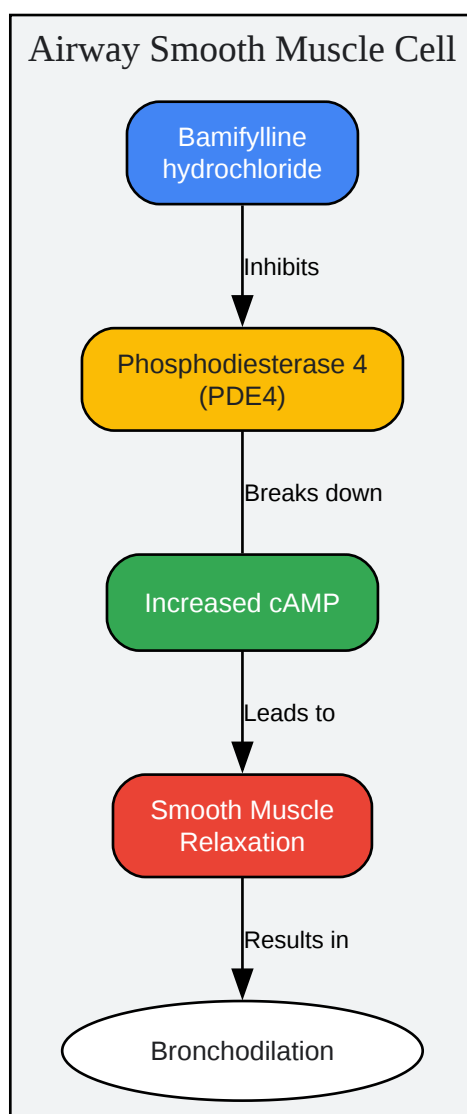 Airway Smooth Muscle Cell
Bamifylline
hydrochloride
Inhibits
Phosphodiesterase 4
(PDE4)
Breaks down
Increased cAMP
Leads to
Smooth Muscle
Relaxation
Results in
Bronchodilation